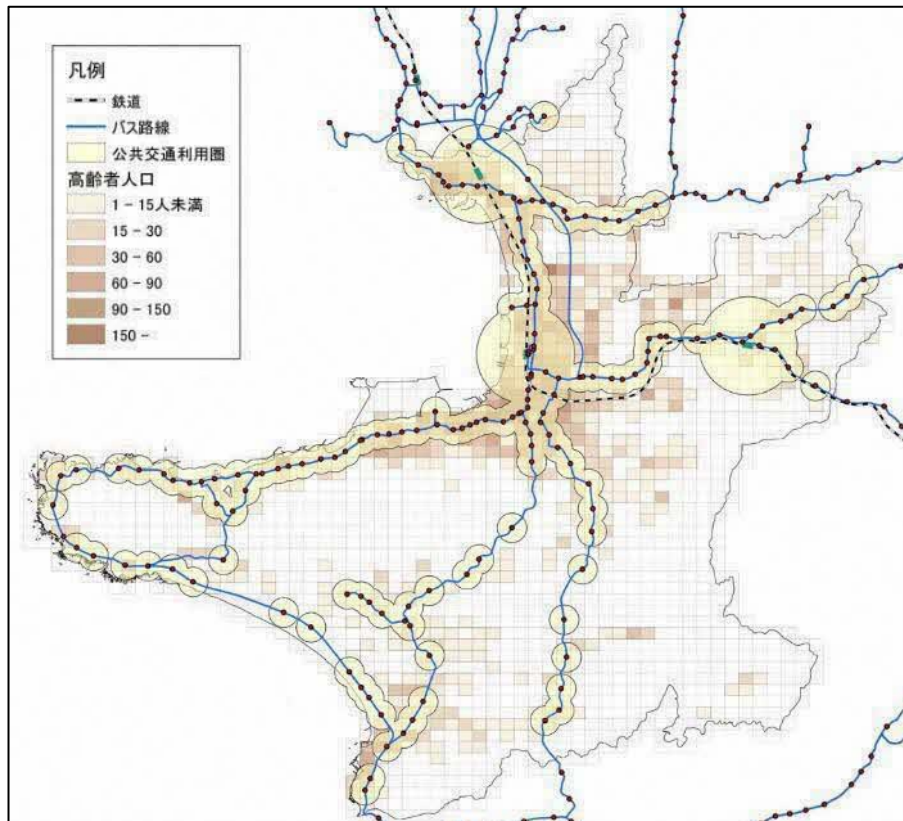 凡例
鉄道
バス路線
公共交通利用圏
高齢者人口
1 - 15人未満
15 - 30
30 - 60
60 - 90
90 - 150
150 -